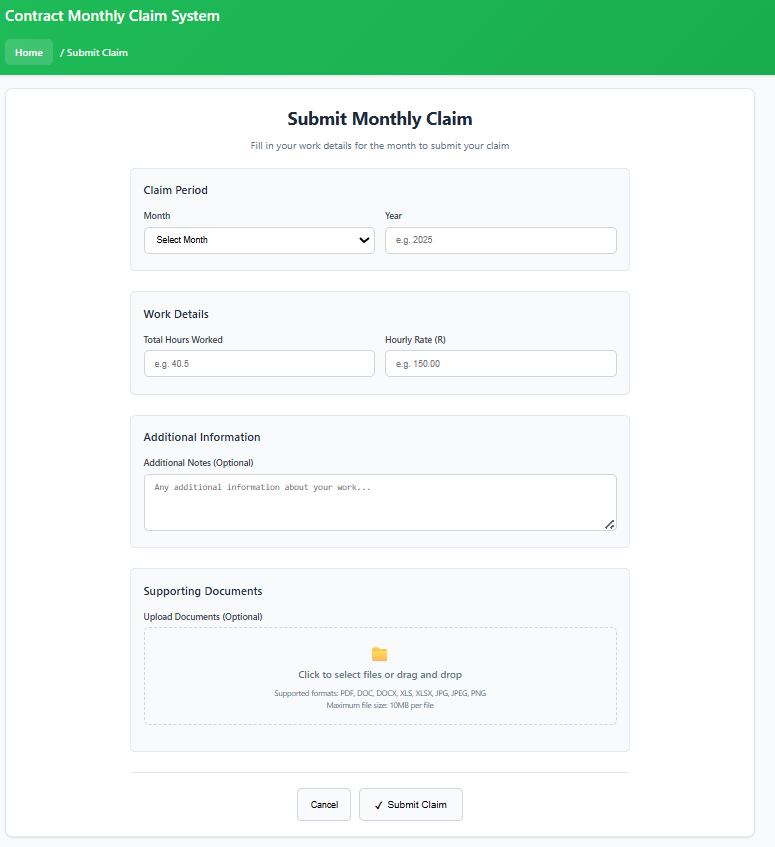 Contract Monthly Claim System
Home / Submit Claim
Submit Monthly Claim
Fill in your work details for the month to submit your claim
Claim Period
Month Year
Select Month e.g. 2025
Work Details
Total Hours Worked Hourly Rate (R)
e.g. 40.5 e.g. 150.00
Additional Information
Additional Notes (Optional)
Any additional information about your work...
Supporting Documents
Upload Documents (Optional)
Click to select files or drag and drop
Supported formats: PDF, DOC, DOCX, XLS, XLSX, JPG, JPEG, PNG
Maximum file size: 10MB per file
Cancel ✓ Submit Claim